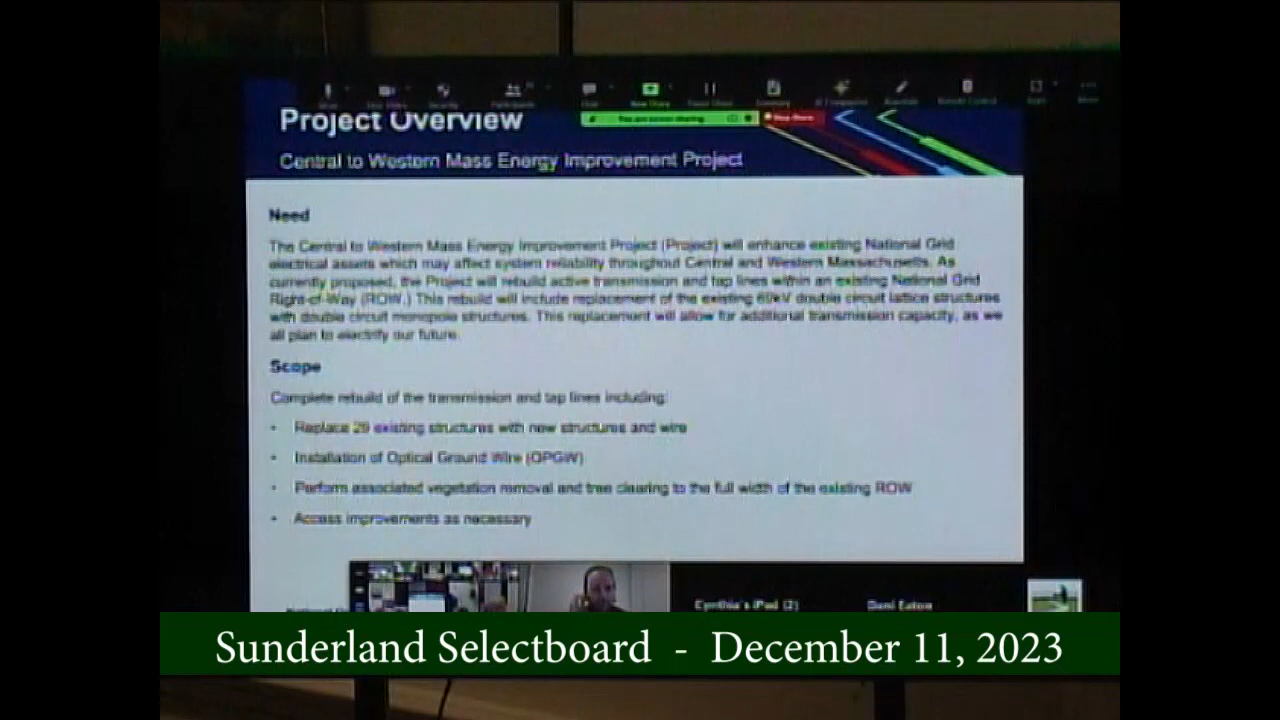 Project Overview
You are screen sharing
Stop Share
Central to Western Mass Energy Improvement Project
Need
The Central to Western Mass Energy Improvement Project (Project) will enhance existing National Grid
electrical assets which may affect system reliability throughout Central and Western Massachusetts. As
currently proposed, the Project will rebuild active transmission and tap lines within an existing National Grid
Right-of-Way (ROW.) This rebuild will include replacement of the existing 69kV double circuit lattice structures
with double circuit monopole structures. This replacement will allow for additional transmission capacity, as we
all plan to electrify our future.
Scope
Complete rebuild of the transmission and tap lines including:
• Replace 29 existing structures with new structures and wire
• Installation of Optical Ground Wire (OPGW)
• Perform associated vegetation removal and tree clearing to the full width of the existing ROW
• Access improvements as necessary
Cynthia's iPad (2)
Dani Eaton
Sunderland Selectboard - December 11, 2023